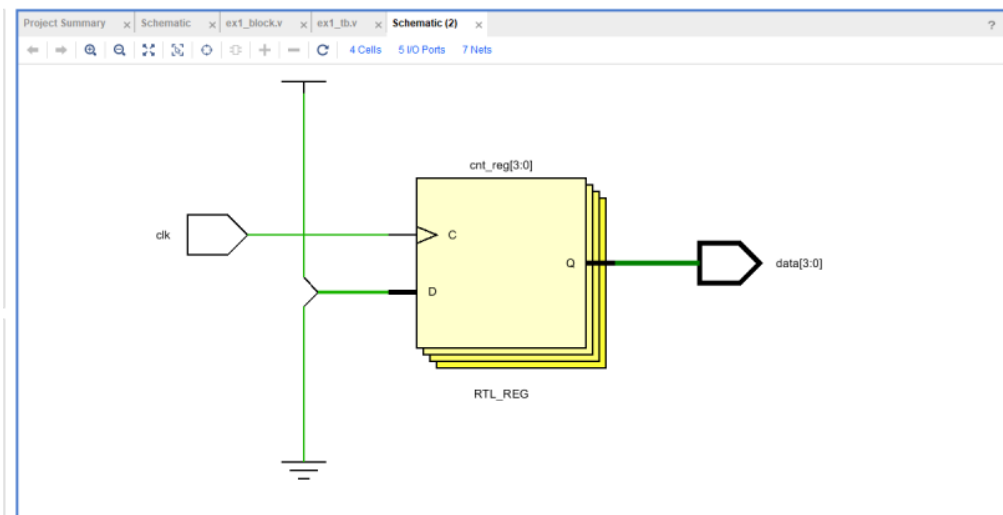 Project Summary × Schematic × ex1_block.v × ex1_tb.v × Schematic (2) × ?
4 Cells 5 I/O Ports 7 Nets
cnt_reg[3:0]
clk
C
Q
data[3:0]
D
RTL_REG